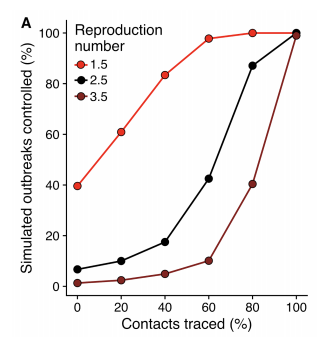 A
Reproduction
number
1.5
2.5
3.5
Simulated outbreaks controlled (%)
100
80
60
40
20
0
0 20 40 60 80 100
Contacts traced (%)